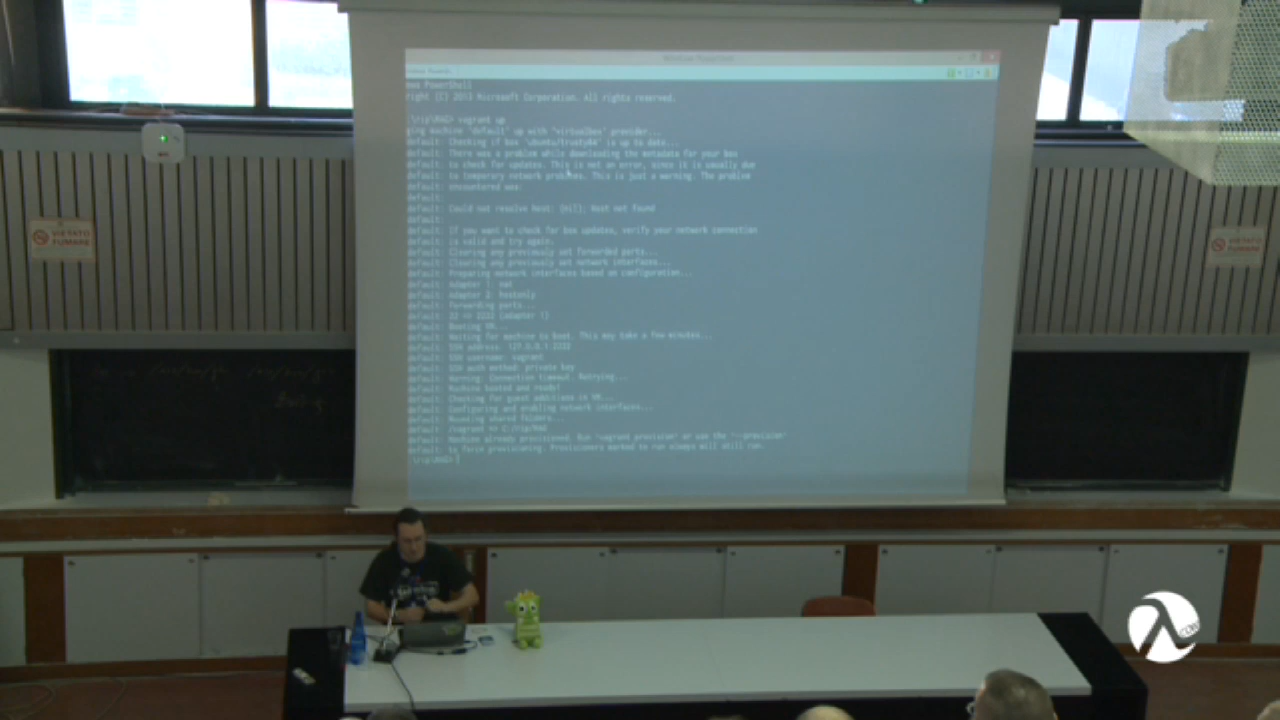 Windows PowerShell
ows PowerShell
right (C) 2013 Microsoft Corporation. All rights reserved.
vagrant up
ging machine 'default' up with 'virtualbox' provider...
default: Checking if box 'ubuntu/trusty64' is up to date...
default: There was a problem while downloading the metadata for your box
default: to check for updates. This is not an error, since it is usually due
default: to temporary network problems. This is just a warning. The problem
default: encountered was:
default:
default: Could not resolve host: (nil); Host not found
default:
default: If you want to check for box updates, verify your network connection
default: is valid and try again.
default: Clearing any previously set forwarded ports...
default: Clearing any previously set network interfaces...
default: Preparing network interfaces based on configuration...
default: Adapter 1: nat
default: Adapter 2: hostonly
default: Forwarding ports...
default: 22 => 2222 (adapter 1)
default: Booting VM...
default: Waiting for machine to boot. This may take a few minutes...
default: SSH address: 127.0.0.1:2222
default: SSH username: vagrant
default: SSH auth method: private key
default: Warning: Connection timeout. Retrying...
default: Machine booted and ready!
default: Checking for guest additions in VM...
default: Configuring and enabling network interfaces...
default: Mounting shared folders...
default: /vagrant =>
default: Machine already provisioned. Run 'vagrant provision' or use the '--provision'
default: to force provisioning. Provisioners marked to run always will still run.
VIETATO
FUMARE
VIETATO
FUMARE
COM